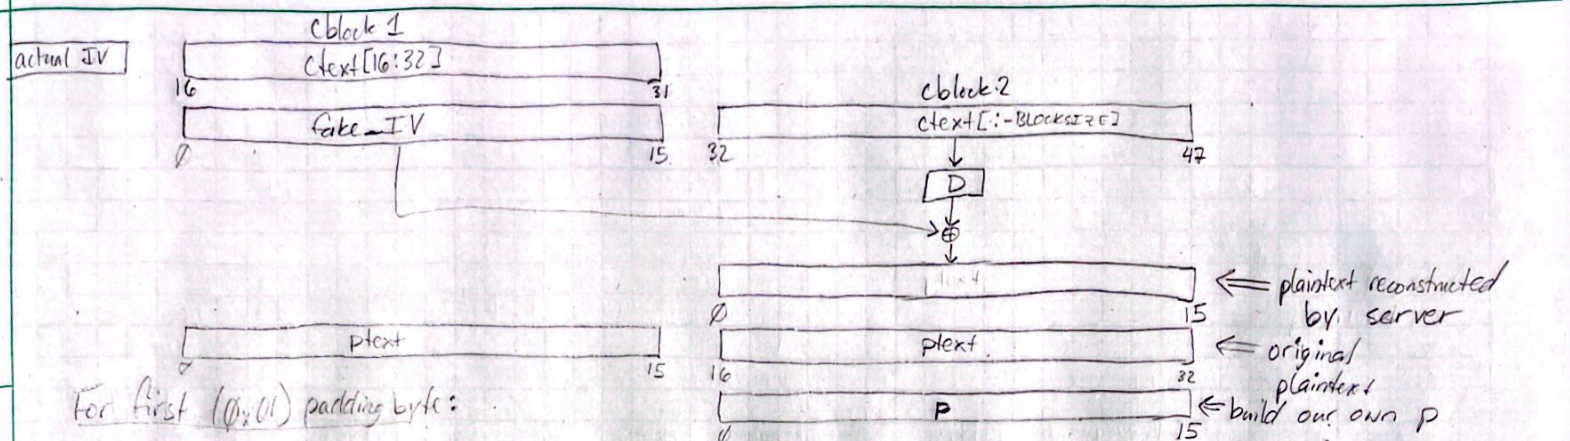 cblock 1
actual IV
ctext[16:32]
16 31
cblock 2
fake_IV
ctext[:-BLOCKSIZE]
0 15 32 47
D
⊕
plaintext reconstructed
0 15 by server
ptext ptext original
0 15 16 32 plaintext
For first (0x01) padding byte:
P build our own p
0 15